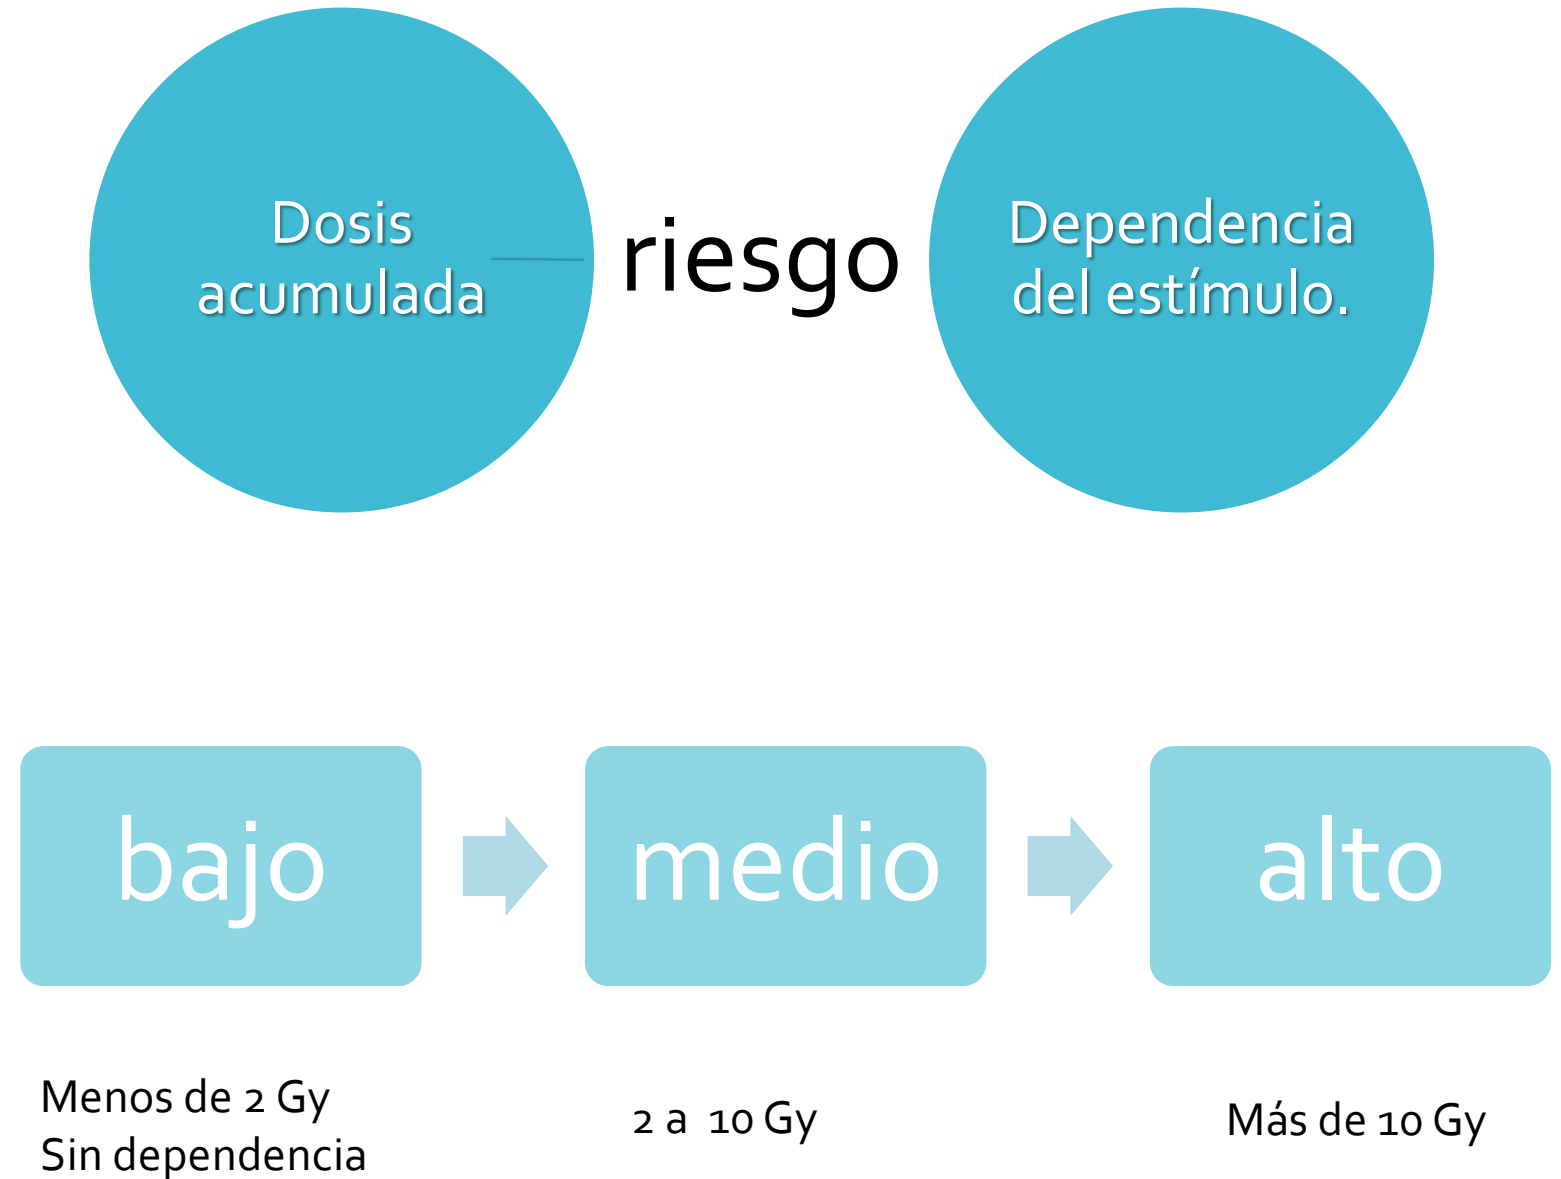 Dosis
acumulada
riesgo
Dependencia
del estímulo.
bajo
medio
alto
Menos de 2 Gy
Sin dependencia
2 a  10 Gy
Más de 10 Gy